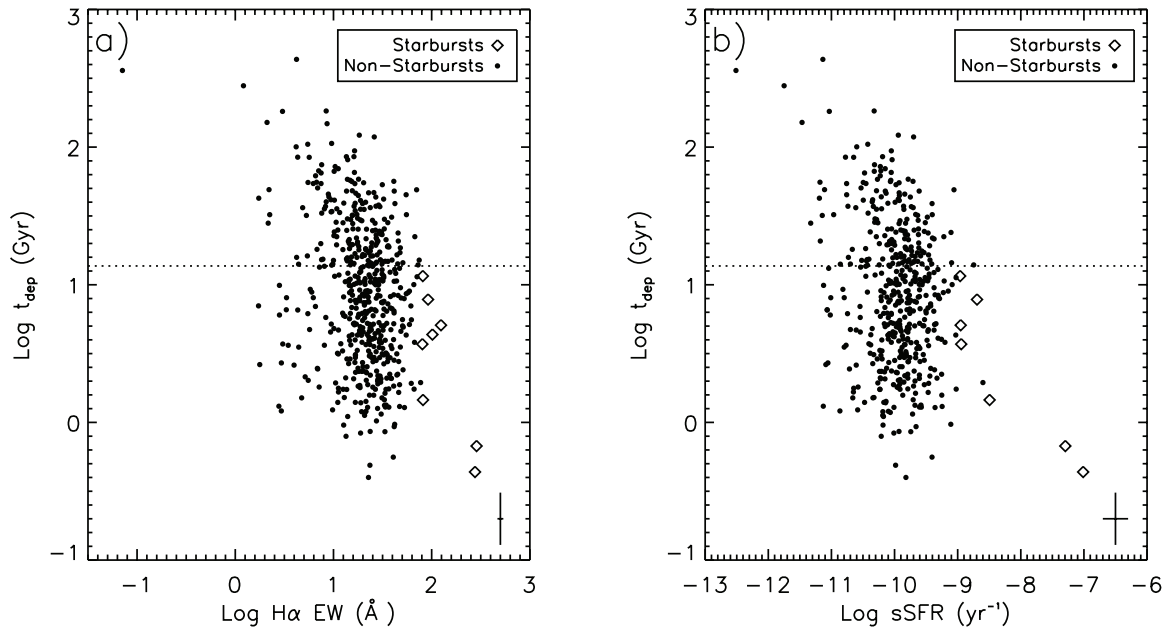 a)
Starbursts
Non-Starbursts
3
2
1
0
−1
Log t_dep (Gyr)
−1 0 1 2 3
Log Hα EW (Å)
b)
Starbursts
Non-Starbursts
3
2
1
0
−1
Log t_dep (Gyr)
−13 −12 −11 −10 −9 −8 −7 −6
Log sSFR (yr⁻¹)